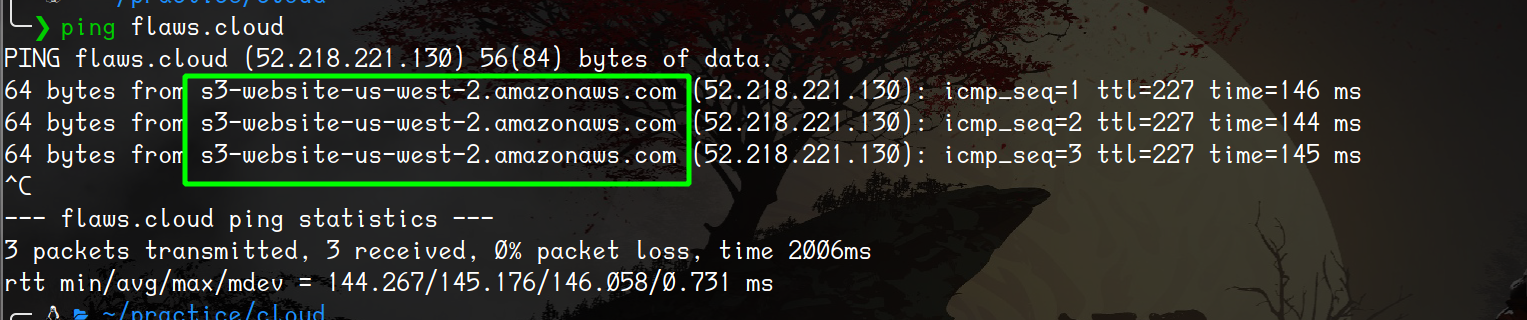 ~/practice/cloud
❯ ping flaws.cloud
PING flaws.cloud (52.218.221.130) 56(84) bytes of data.
64 bytes from s3-website-us-west-2.amazonaws.com (52.218.221.130): icmp_seq=1 ttl=227 time=146 ms
64 bytes from s3-website-us-west-2.amazonaws.com (52.218.221.130): icmp_seq=2 ttl=227 time=144 ms
64 bytes from s3-website-us-west-2.amazonaws.com (52.218.221.130): icmp_seq=3 ttl=227 time=145 ms
^C
--- flaws.cloud ping statistics ---
3 packets transmitted, 3 received, 0% packet loss, time 2006ms
rtt min/avg/max/mdev = 144.267/145.176/146.058/0.731 ms
~/practice/cloud